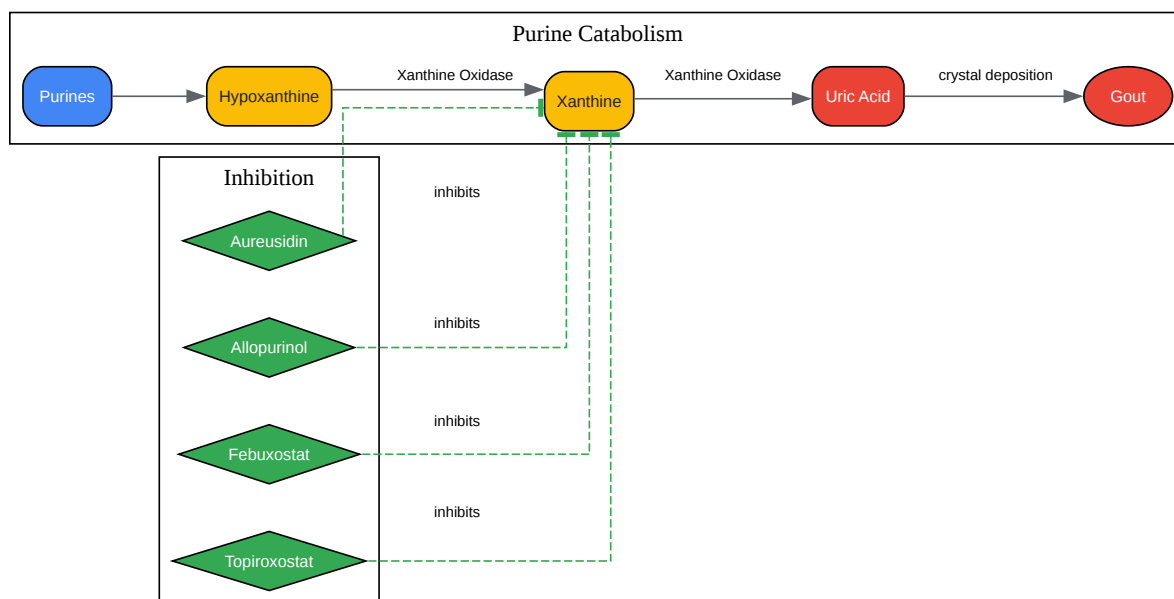 Purine Catabolism
Purines
Hypoxanthine
Xanthine Oxidase
Xanthine
Xanthine Oxidase
Uric Acid
crystal deposition
Gout
Inhibition
inhibits
Aureusidin
inhibits
Allopurinol
inhibits
Febuxostat
inhibits
Topiroxostat